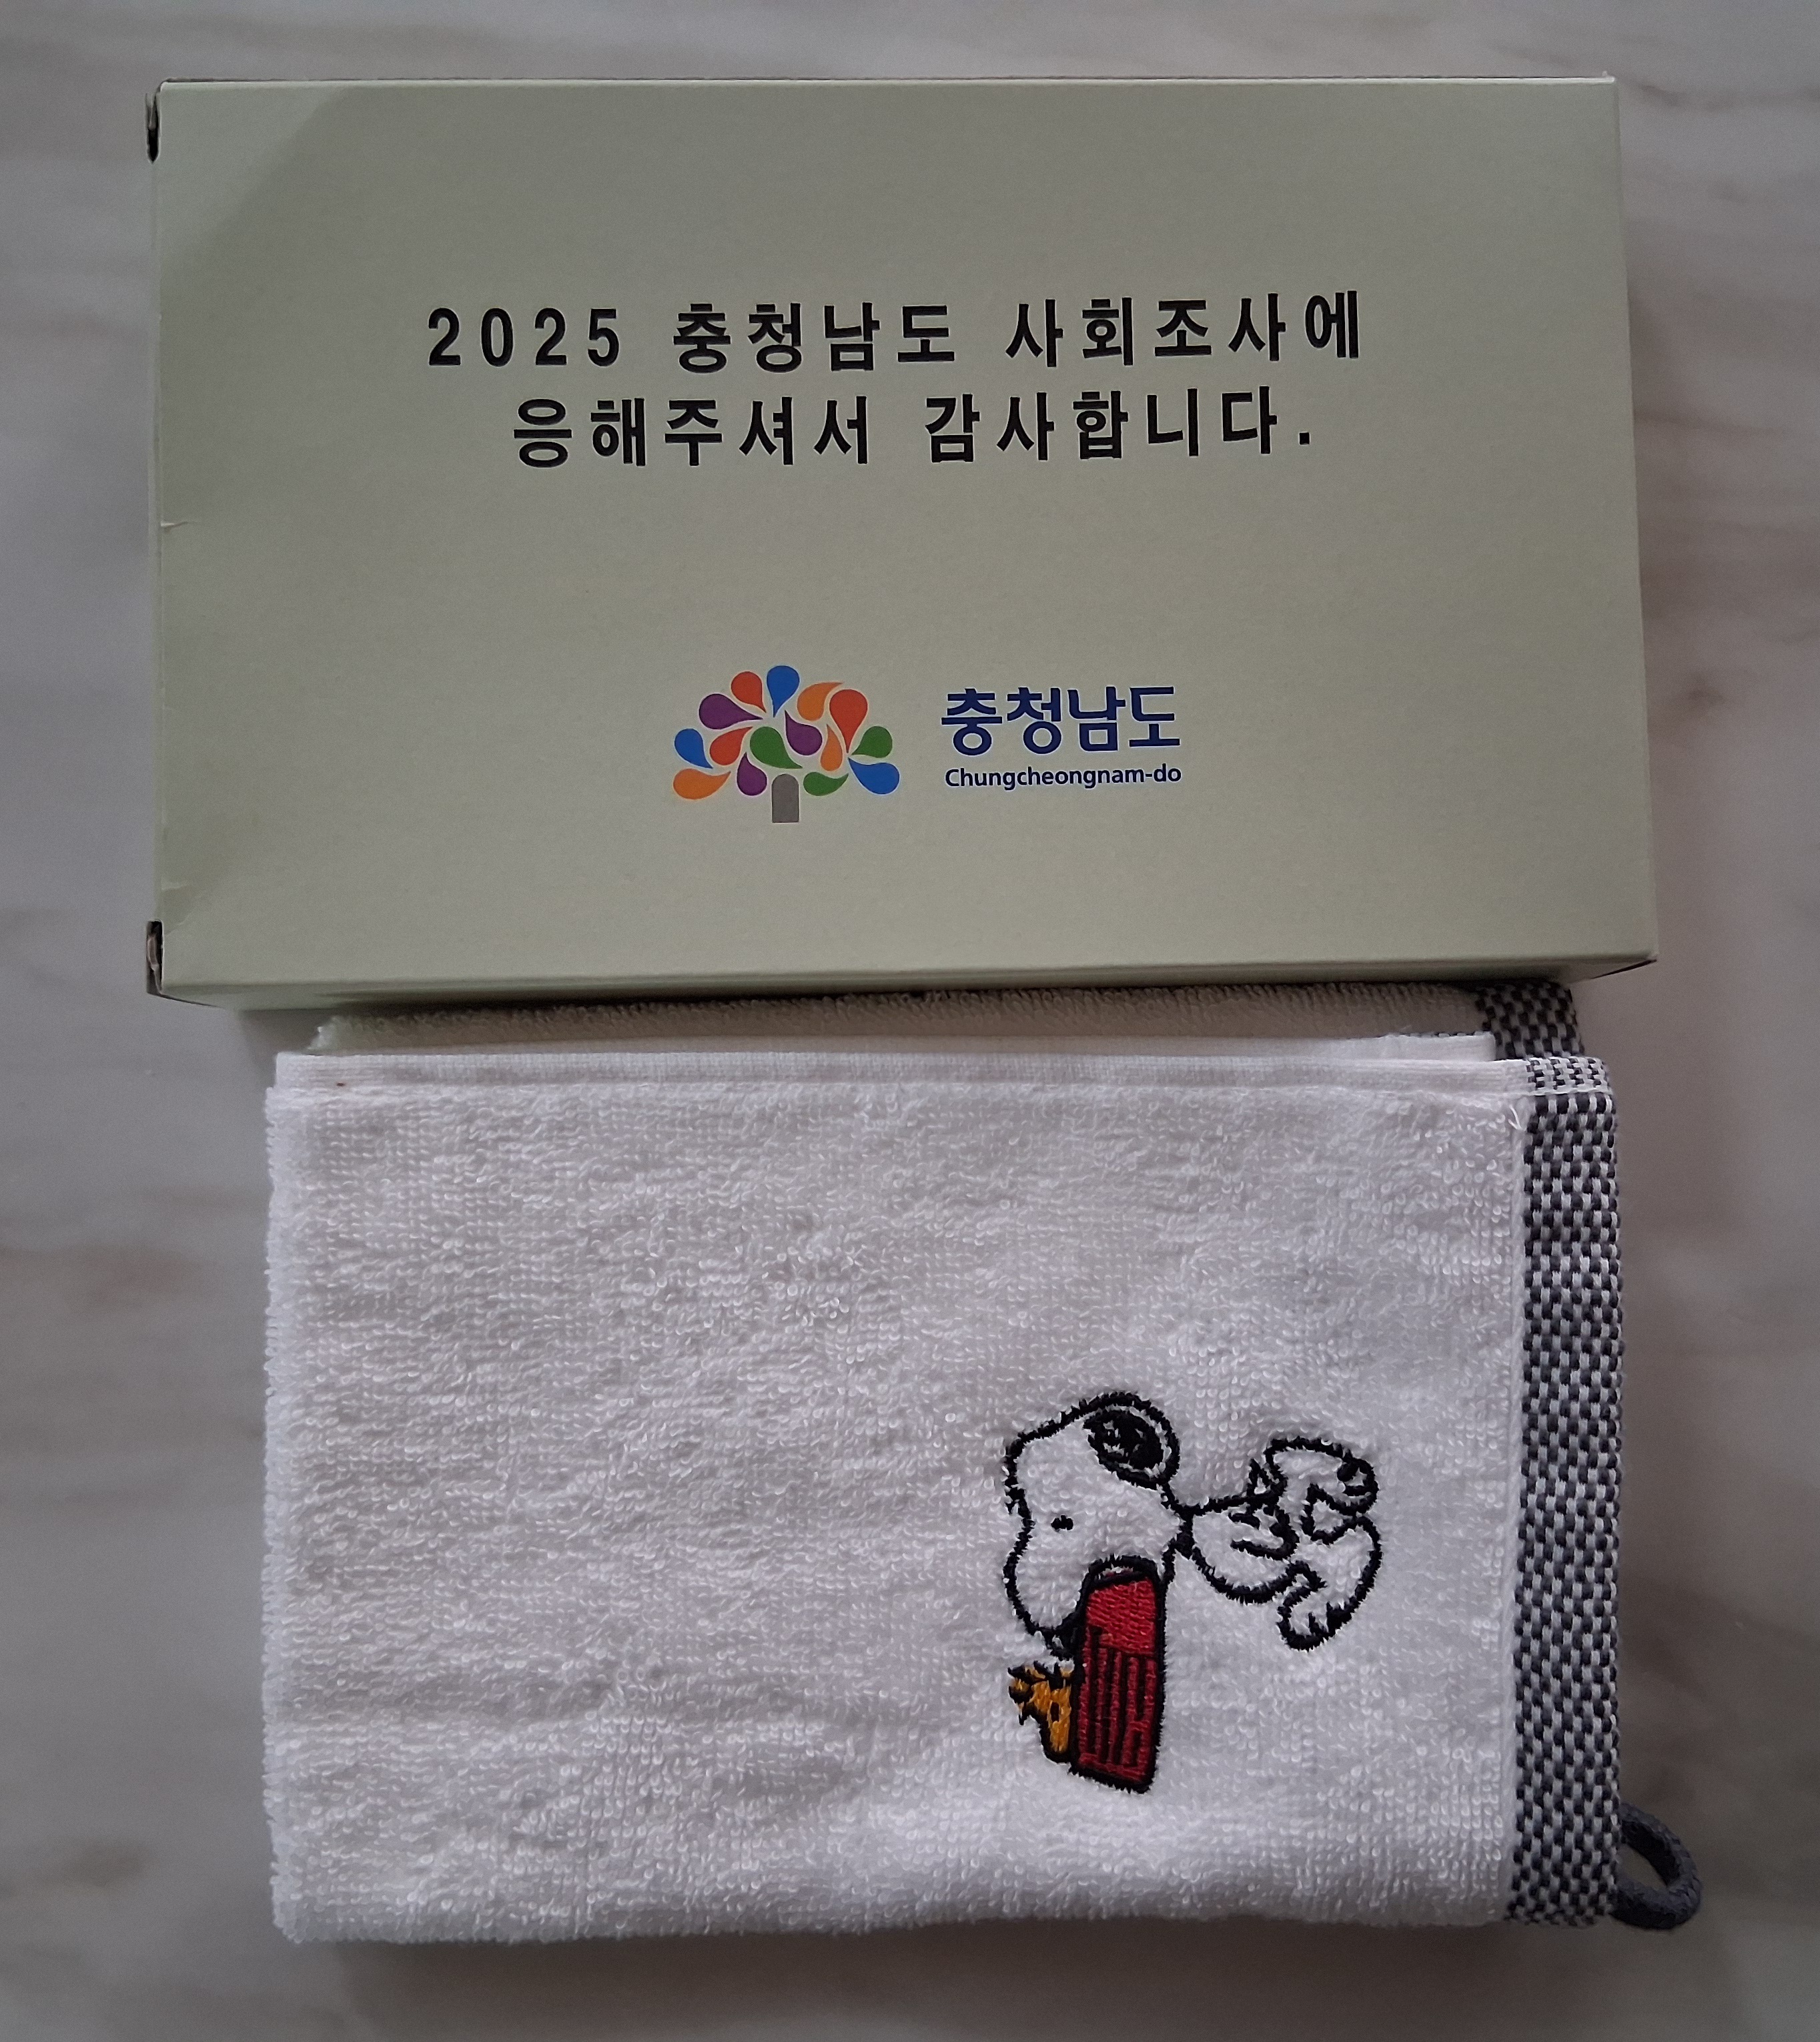 2025 충청남도 사회조사에
응해주셔서 감사합니다.
충청남도
Chungcheongnam-do